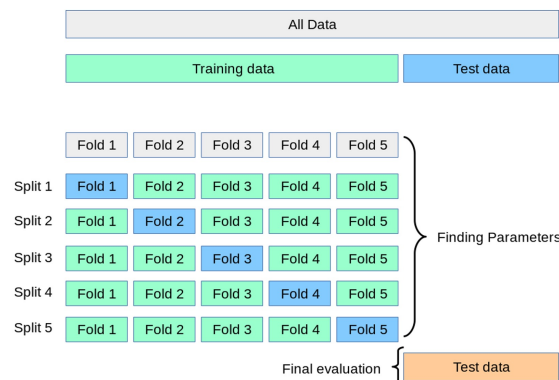 All Data
Training data Test data
Fold 1 Fold 2 Fold 3 Fold 4 Fold 5
Split 1 Fold 1 Fold 2 Fold 3 Fold 4 Fold 5
Split 2 Fold 1 Fold 2 Fold 3 Fold 4 Fold 5
Finding Parameters
Split 3 Fold 1 Fold 2 Fold 3 Fold 4 Fold 5
Split 4 Fold 1 Fold 2 Fold 3 Fold 4 Fold 5
Split 5 Fold 1 Fold 2 Fold 3 Fold 4 Fold 5
Final evaluation Test data